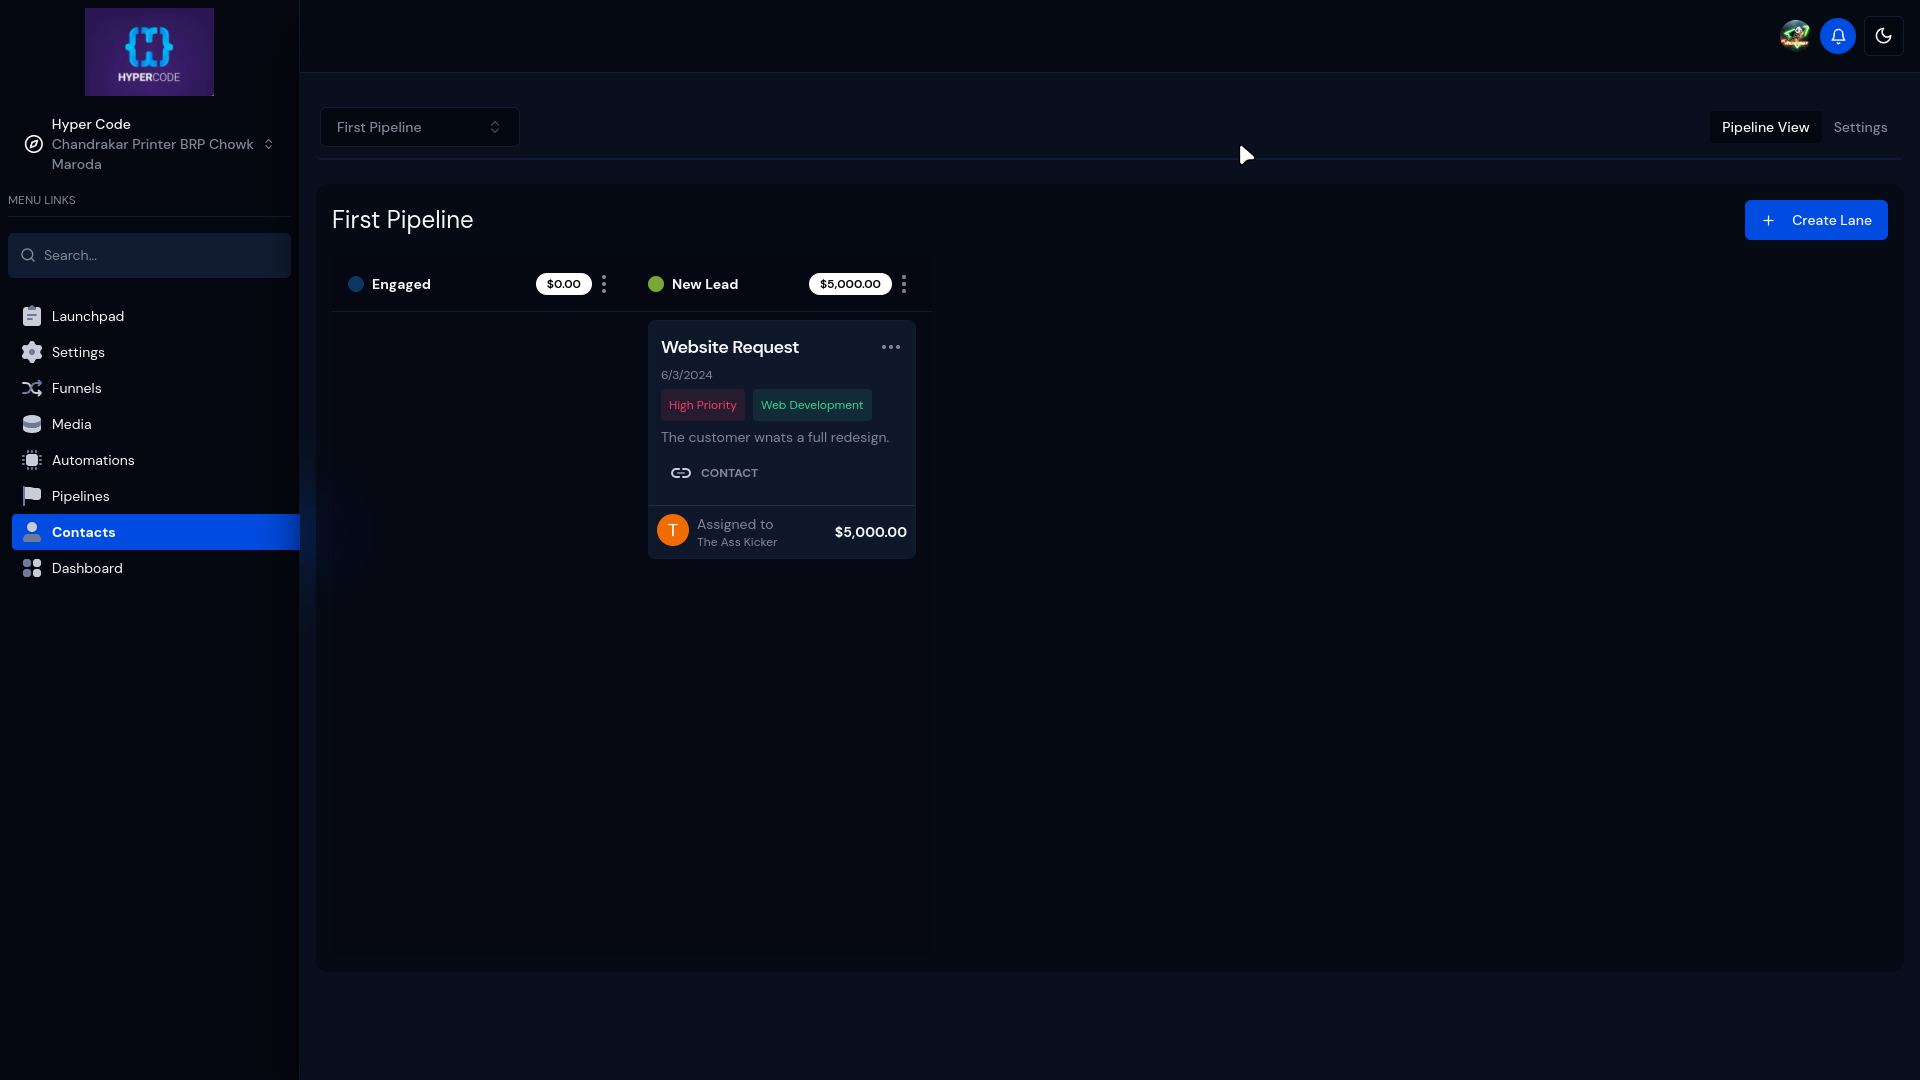 HYPERCODE
Hyper Code
Chandrakar Printer BRP Chowk
Maroda
MENU LINKS
Search...
Launchpad
Settings
Funnels
Media
Automations
Pipelines
Contacts
Dashboard
First Pipeline
Pipeline View
Settings
First Pipeline
Create Lane
Engaged
$0.00
New Lead
$5,000.00
Website Request
6/3/2024
High Priority
Web Development
The customer wnats a full redesign.
CONTACT
T
Assigned to
The Ass Kicker
$5,000.00